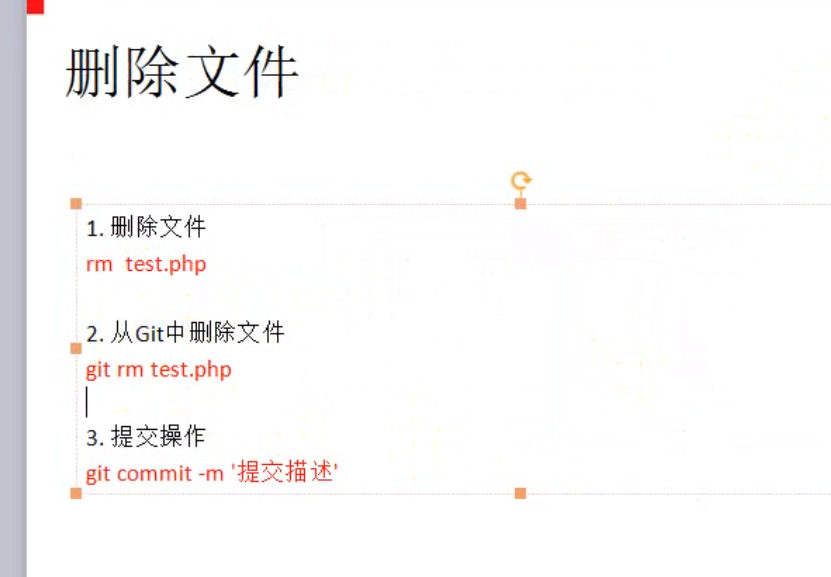 删除文件
1. 删除文件
rm  test.php
2. 从Git中删除文件
git rm test.php
3. 提交操作
git commit -m '提交描述'